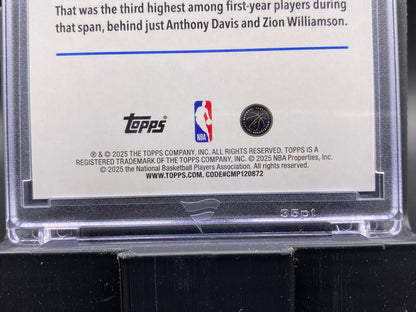 That was the third highest among first-year players during
that span, behind just Anthony Davis and Zion Williamson.
Topps
® & © 2025 THE TOPPS COMPANY, INC. ALL RIGHTS RESERVED. TOPPS IS A
REGISTERED TRADEMARK OF THE TOPPS COMPANY, INC. © 2025 NBA Properties, Inc.
© 2025 the National Basketball Players Association. All rights reserved.
WWW.TOPPS.COM. CODE#CMP120872
35pt